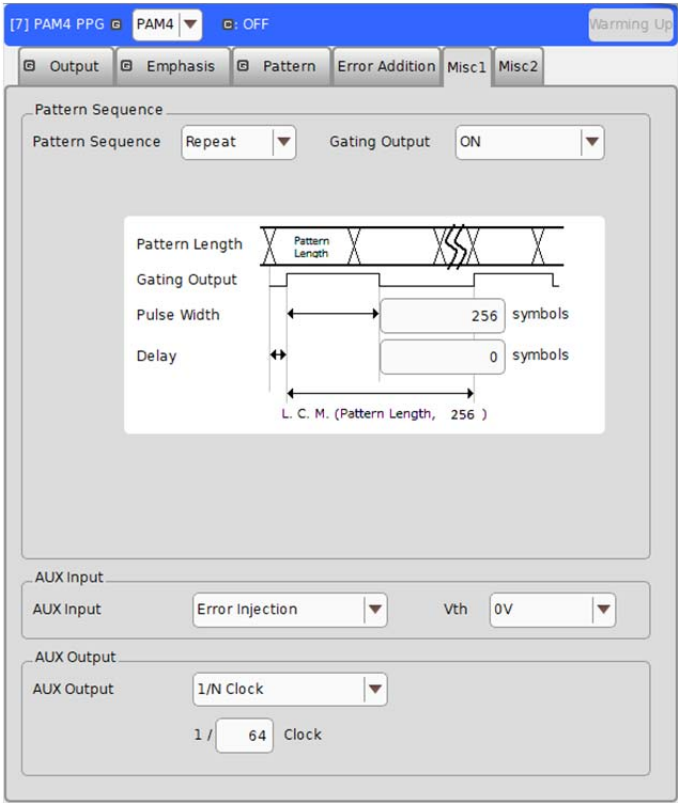 [7] PAM4 PPG G PAM4 G: OFF Warming Up
G Output G Emphasis G Pattern Error Addition Misc1 Misc2
Pattern Sequence
Pattern Sequence Repeat Gating Output ON
Pattern Length Pattern Length
Gating Output
Pulse Width 256 symbols
Delay 0 symbols
L. C. M. (Pattern Length, 256 )
AUX Input
AUX Input Error Injection Vth 0V
AUX Output
AUX Output 1/N Clock
1 / 64 Clock